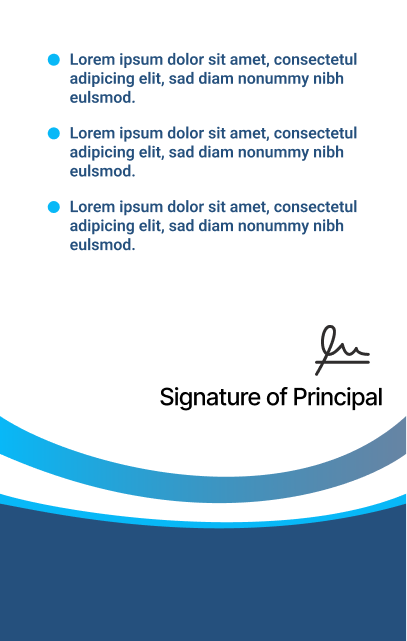 Lorem ipsum dolor sit amet, consectetul
adipicing elit, sad diam nonummy nibh
eulsmod.
Lorem ipsum dolor sit amet, consectetul
adipicing elit, sad diam nonummy nibh
eulsmod.
Lorem ipsum dolor sit amet, consectetul
adipicing elit, sad diam nonummy nibh
eulsmod.
Signature of Principal